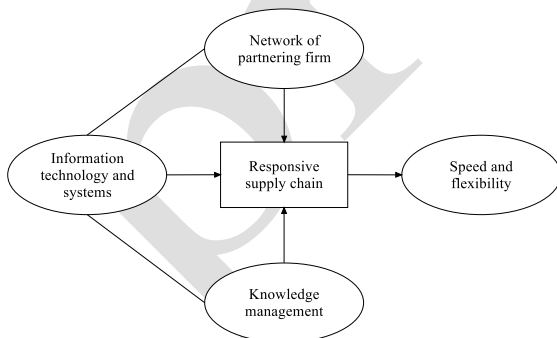 Network of
partnering firm
Information
technology and
systems
Responsive
supply chain
Speed and
flexibility
Knowledge
management